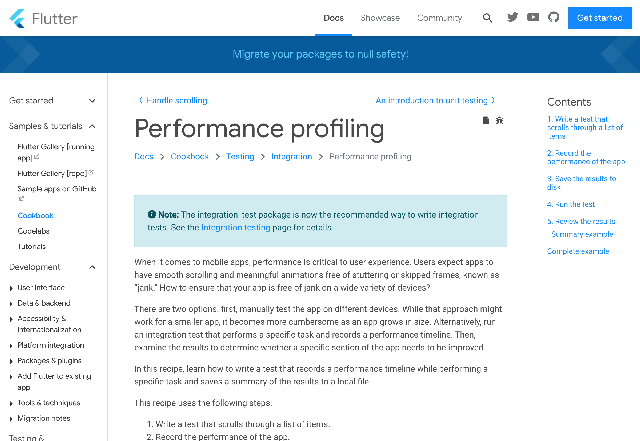 Flutter
Docs
Showcase
Community
Get started
Migrate your packages to null safety!
Get started
Samples & tutorials
Flutter Gallery [running
app]
Flutter Gallery [repo]
Sample apps on GitHub
Cookbook
Codelabs
Tutorials
Development
User interface
Data & backend
Accessibility &
internationalization
Platform integration
Packages & plugins
Add Flutter to existing
app
Tools & techniques
Migration notes
Testing &
Handle scrolling
An introduction to unit testing
Performance profiling
Docs
Cookbook
Testing
Integration
Performance profiling
Note: The integration_test package is now the recommended way to write integration
tests. See the Integration testing page for details.
When it comes to mobile apps, performance is critical to user experience. Users expect apps to
have smooth scrolling and meaningful animations free of stuttering or skipped frames, known as
“jank.” How to ensure that your app is free of jank on a wide variety of devices?
There are two options: first, manually test the app on different devices. While that approach might
work for a smaller app, it becomes more cumbersome as an app grows in size. Alternatively, run
an integration test that performs a specific task and records a performance timeline. Then,
examine the results to determine whether a specific section of the app needs to be improved.
In this recipe, learn how to write a test that records a performance timeline while performing a
specific task and saves a summary of the results to a local file.
This recipe uses the following steps:
1. Write a test that scrolls through a list of items.
2. Record the performance of the app.
Contents
1. Write a test that
scrolls through a list of
items
2. Record the
performance of the app
3. Save the results to
disk
4. Run the test
5. Review the results
Summary example
Complete example